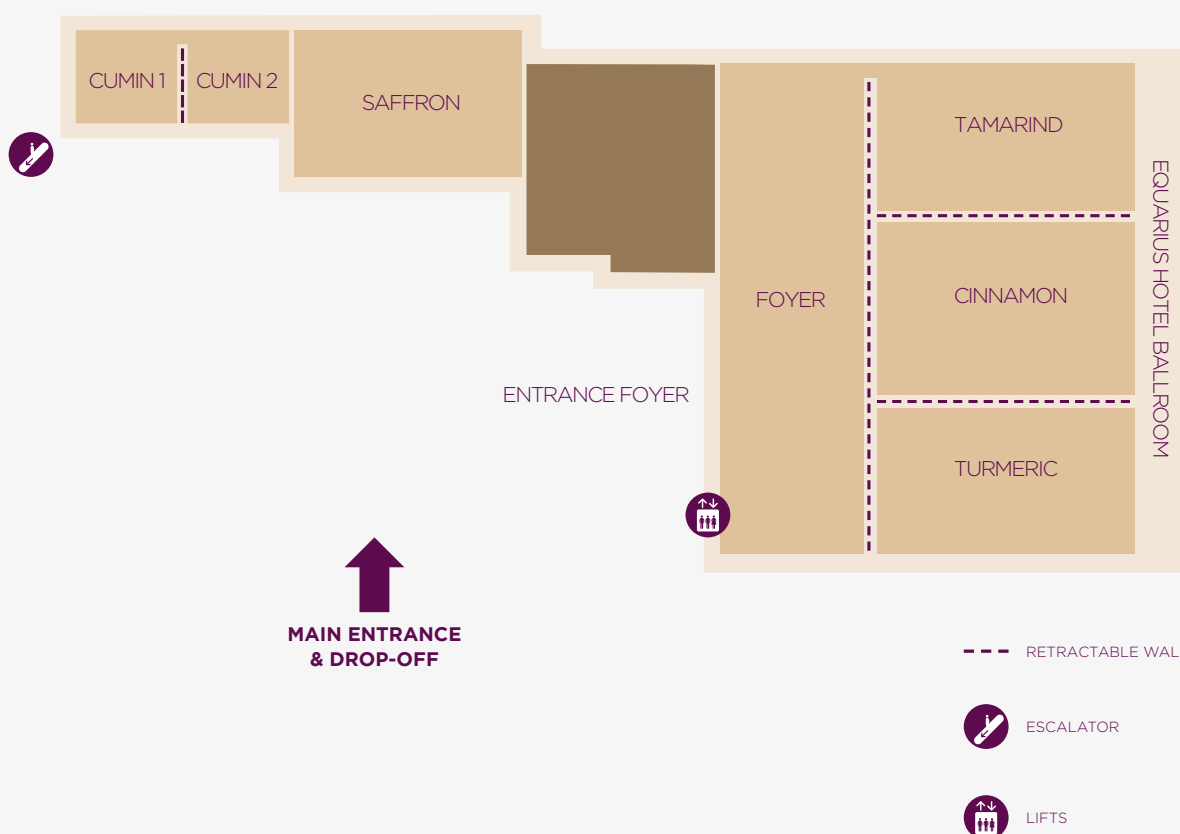 CUMIN 1
CUMIN 2
SAFFRON
TAMARIND
EQUARIUS HOTEL BALLROOM
FOYER
CINNAMON
ENTRANCE FOYER
TURMERIC
MAIN ENTRANCE
& DROP-OFF
RETRACTABLE WAL
ESCALATOR
LIFTS